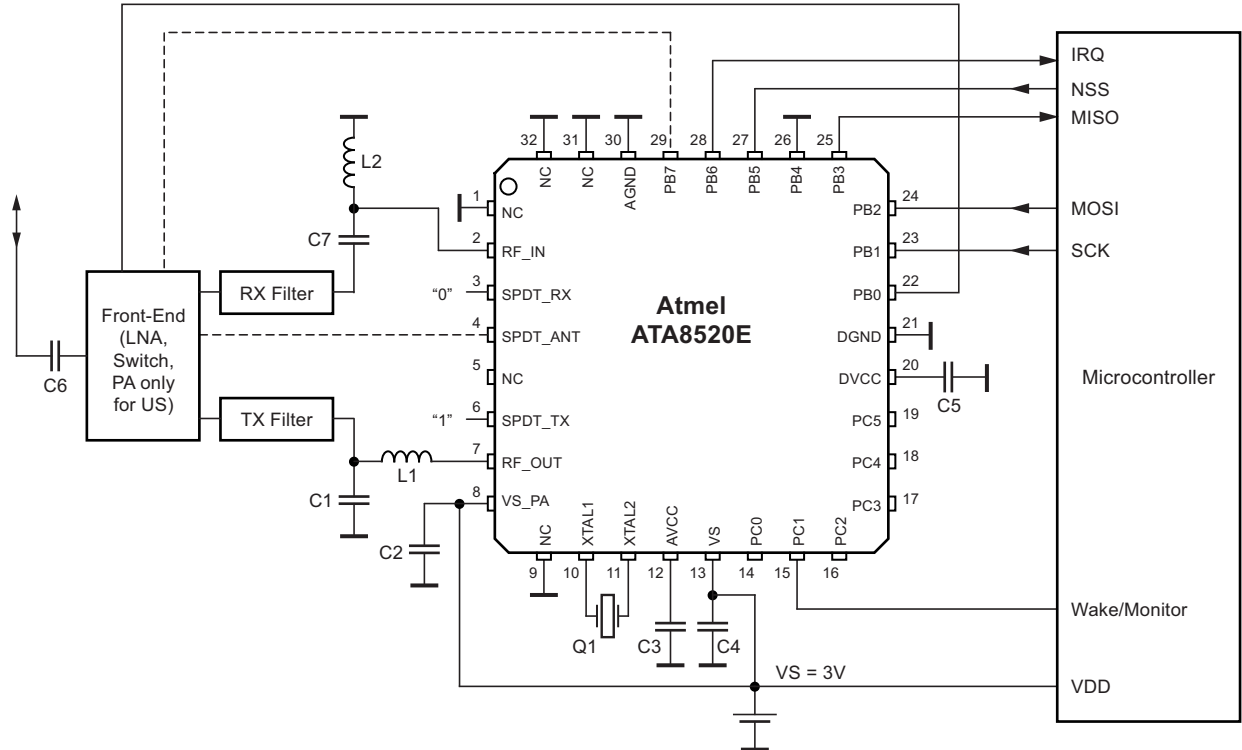 IRQ
NSS
MISO
MOSI
SCK
Microcontroller
Wake/Monitor
VDD
32
31
30
29
28
27
26
25
NC
NC
AGND
PB7
PB6
PB5
PB4
PB3
1
NC
2
RF_IN
"0"
3
SPDT_RX
4
SPDT_ANT
5
NC
"1"
6
SPDT_TX
7
RF_OUT
8
VS_PA
Atmel
ATA8520E
PB2
24
PB1
23
PB0
22
DGND
21
DVCC
20
PC5
19
PC4
18
PC3
17
NC
XTAL1
XTAL2
AVCC
VS
PC0
PC1
PC2
9
10
11
12
13
14
15
16
L2
C7
RX Filter
Front-End
(LNA,
Switch,
PA only
for US)
C6
TX Filter
L1
C1
C2
Q1
C3
C4
C5
VS = 3V